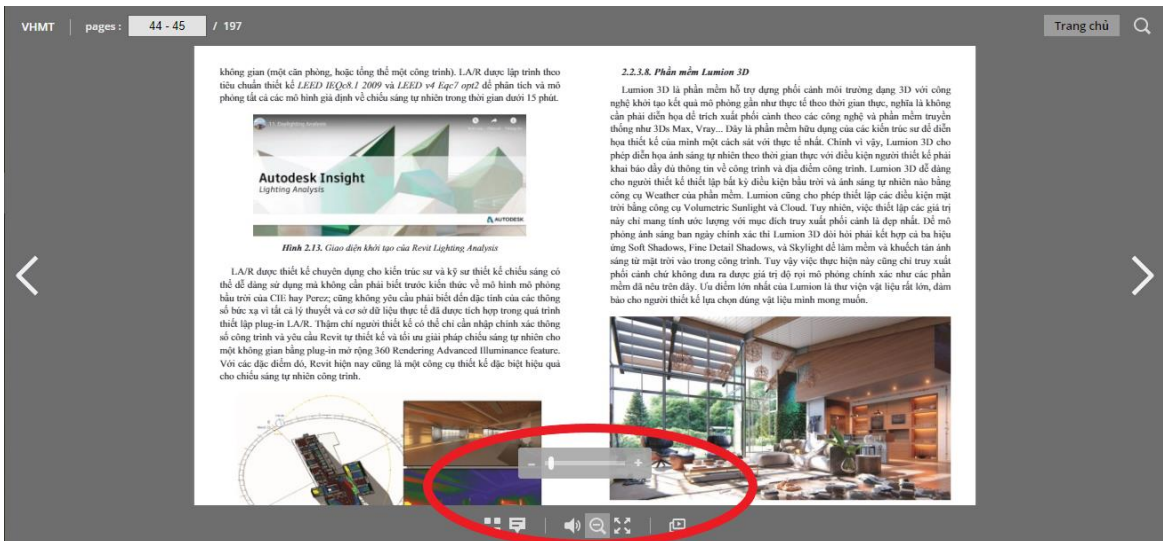 VHMT
pages :
44 - 45
/ 197
Trang chủ
không gian (một căn phòng, hoặc tổng thể một công trình). LA/R được lập trình theo
tiêu chuẩn thiết kế LEED IEQc8.1 2009 và LEED v4 Eqc7 opt2 để phân tích và mô
phỏng tất cả các mô hình giả định về chiếu sáng tự nhiên trong thời gian dưới 15 phút.
Autodesk Insight
Lighting Analysis
AUTODESK
Hình 2.13. Giao diện khởi tạo của Revit Lighting Analysis
LA/R được thiết kế chuyên dụng cho kiến trúc sư và kỹ sư thiết kế chiếu sáng có
thể dễ dàng sử dụng mà không cần phải biết trước kiến thức về mô hình mô phỏng
bầu trời của CIE hay Perez; cũng không yêu cầu phải biết đến đặc tính của các thông
số bức xạ vì tất cả lý thuyết và cơ sở dữ liệu thực tế đã được tích hợp trong quá trình
thiết lập plug-in LA/R. Thậm chí người thiết kế có thể chỉ cần nhập chính xác thông
số công trình và yêu cầu Revit tự thiết kế và tối ưu giải pháp chiếu sáng tự nhiên cho
một không gian bằng plug-in mở rộng 360 Rendering Advanced Illuminance feature.
Với các đặc điểm đó, Revit hiện nay cũng là một công cụ thiết kế đặc biệt hiệu quả
cho chiếu sáng tự nhiên công trình.
2.2.3.8. Phần mềm Lumion 3D
Lumion 3D là phần mềm hỗ trợ dựng phối cảnh môi trường dạng 3D với công
nghệ khởi tạo kết quả mô phỏng gần như thực tế theo thời gian thực, nghĩa là không
cần phải diễn họa để trích xuất phối cảnh theo các công nghệ và phần mềm truyền
thống như 3Ds Max, Vray... Đây là phần mềm hữu dụng của các kiến trúc sư để diễn
họa thiết kế của mình một cách sát với thực tế nhất. Chính vì vậy, Lumion 3D cho
phép diễn họa ánh sáng tự nhiên theo thời gian thực với điều kiện người thiết kế phải
khai báo đầy đủ thông tin về công trình và địa điểm công trình. Lumion 3D dễ dàng
cho người thiết kế thiết lập bất kỳ điều kiện bầu trời và ánh sáng tự nhiên nào bằng
công cụ Weather của phần mềm. Lumion cũng cho phép thiết lập các điều kiện mặt
trời bằng công cụ Volumetric Sunlight và Cloud. Tuy nhiên, việc thiết lập các giá trị
này chỉ mang tính ước lượng với mục đích truy xuất phối cảnh là đẹp nhất. Để mô
phỏng ánh sáng ban ngày chính xác thì Lumion 3D đòi hỏi phải kết hợp cả ba hiệu
ứng Soft Shadows, Fine Detail Shadows, và Skylight để làm mềm và khuếch tán ánh
sáng từ mặt trời vào trong công trình. Tuy vậy việc thực hiện này cũng chỉ truy xuất
phối cảnh chứ không đưa ra được giá trị độ rọi mô phỏng chính xác như các phần
mềm đã nêu trên đây. Ưu điểm lớn nhất của Lumion là thư viện vật liệu rất lớn, đảm
bảo cho người thiết kế lựa chọn đúng vật liệu mình mong muốn.